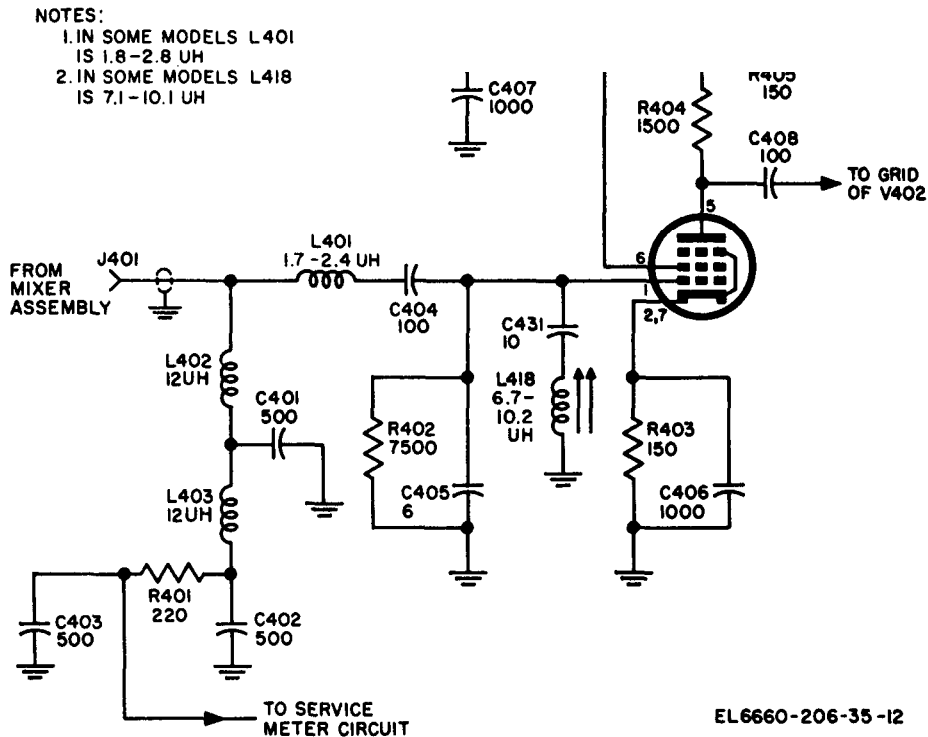 NOTES:
1. IN SOME MODELS L401
IS 1.8-2.8 UH
2. IN SOME MODELS L418
IS 7.1-10.1 UH
C407
1000
R405
150
R404
1500
C408
100
TO GRID
OF V402
5
6
1
2,7
L401
1.7-2.4 UH
J401
FROM
MIXER
ASSEMBLY
C404
100
C431
10
L402
12UH
C401
500
L418
6.7-
10.2
UH
R402
7500
R403
150
L403
12UH
C405
6
C406
1000
R401
220
C403
500
C402
500
TO SERVICE
METER CIRCUIT
EL6660-206-35-12